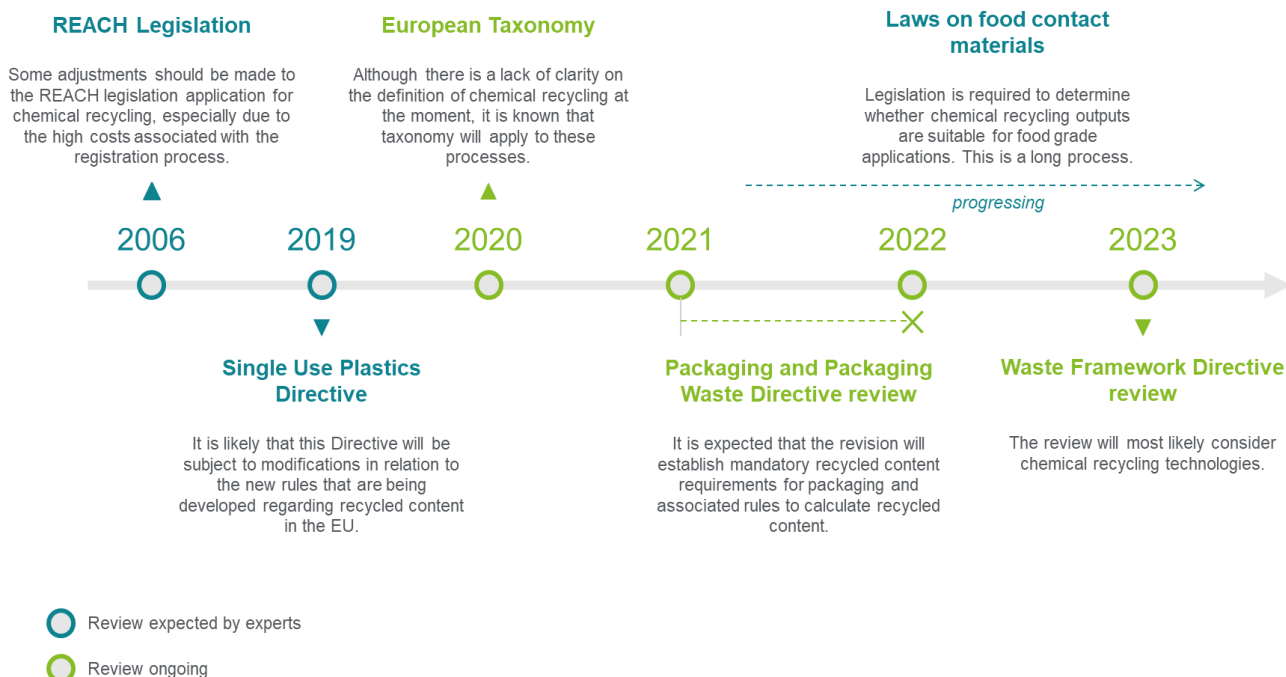 REACH Legislation
Some adjustments should be made to
the REACH legislation application for
chemical recycling, especially due to
the high costs associated with the
registration process.
European Taxonomy
Although there is a lack of clarity on
the definition of chemical recycling at
the moment, it is known that
taxonomy will apply to these
processes.
Laws on food contact
materials
Legislation is required to determine
whether chemical recycling outputs
are suitable for food grade
applications. This is a long process.
progressing
2006
2019
2020
2021
2022
2023
Single Use Plastics
Directive
It is likely that this Directive will be
subject to modifications in relation to
the new rules that are being
developed regarding recycled content
in the EU.
Packaging and Packaging
Waste Directive review
It is expected that the revision will
establish mandatory recycled content
requirements for packaging and
associated rules to calculate recycled
content.
Waste Framework Directive
review
The review will most likely consider
chemical recycling technologies.
Review expected by experts
Review ongoing